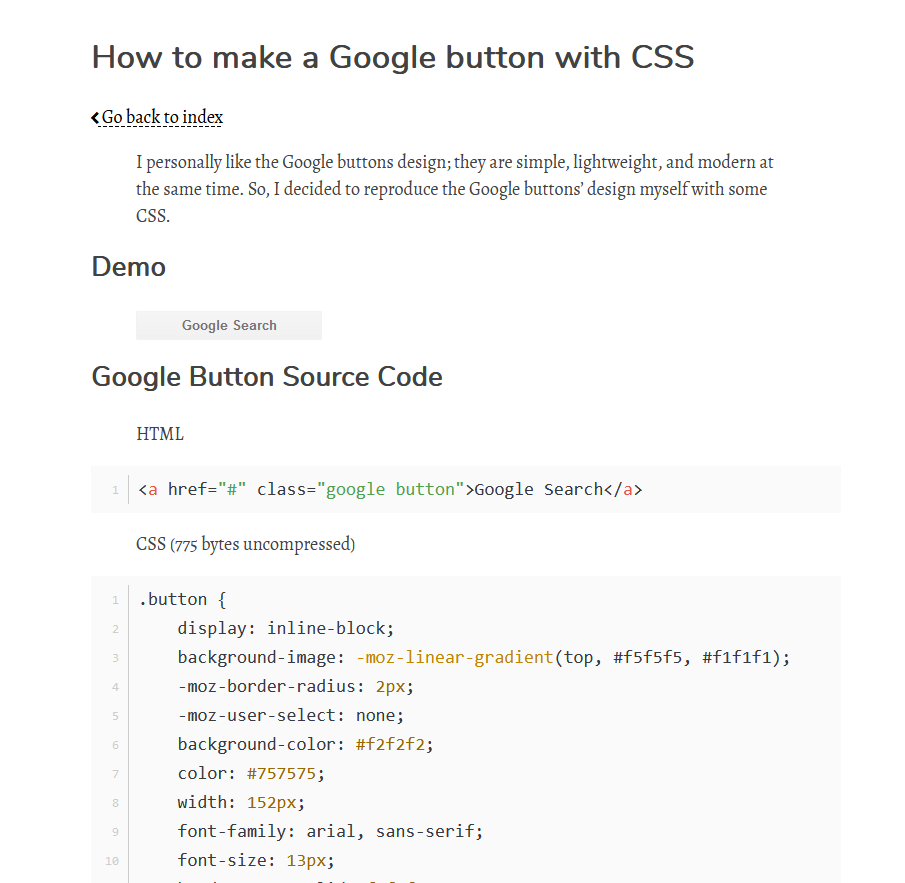 How to make a Google button with CSS
Go back to index
I personally like the Google buttons design; they are simple, lightweight, and modern at
the same time. So, I decided to reproduce the Google buttons’ design myself with some
CSS.
Demo
Google Search
Google Button Source Code
HTML
1 <a href="#" class="google button">Google Search</a>
CSS (775 bytes uncompressed)
1 .button {
2 display: inline-block;
3 background-image: -moz-linear-gradient(top, #f5f5f5, #f1f1f1);
4 -moz-border-radius: 2px;
5 -moz-user-select: none;
6 background-color: #f2f2f2;
7 color: #757575;
8 width: 152px;
9 font-family: arial, sans-serif;
10 font-size: 13px;